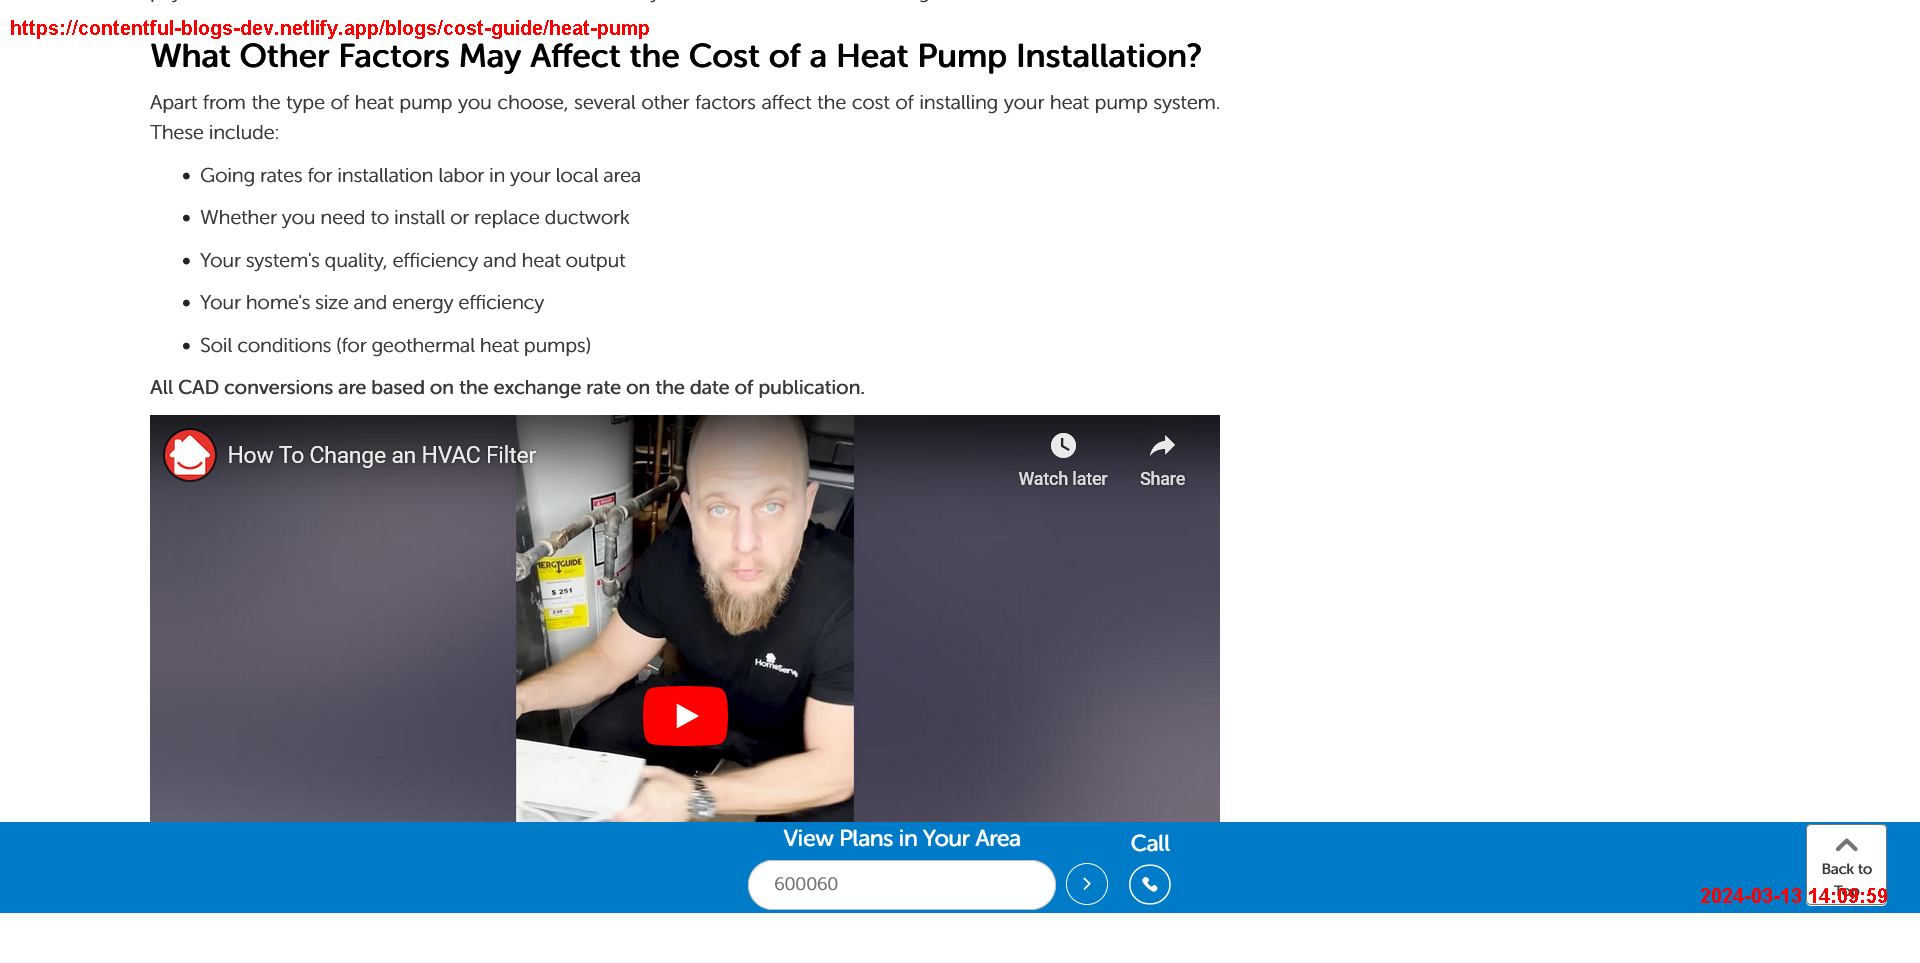 https://contentful-blogs-dev.netlify.app/blogs/cost-guide/heat-pump
What Other Factors May Affect the Cost of a Heat Pump Installation?
Apart from the type of heat pump you choose, several other factors affect the cost of installing your heat pump system.
These include:
• Going rates for installation labor in your local area
• Whether you need to install or replace ductwork
• Your system's quality, efficiency and heat output
• Your home's size and energy efficiency
• Soil conditions (for geothermal heat pumps)
All CAD conversions are based on the exchange rate on the date of publication.
How To Change an HVAC Filter
Watch later
Share
ERGYGUIDE
$ 251
HomeServe
View Plans in Your Area
Call
600060
Back to
Top
2024-03-13 14:09:59